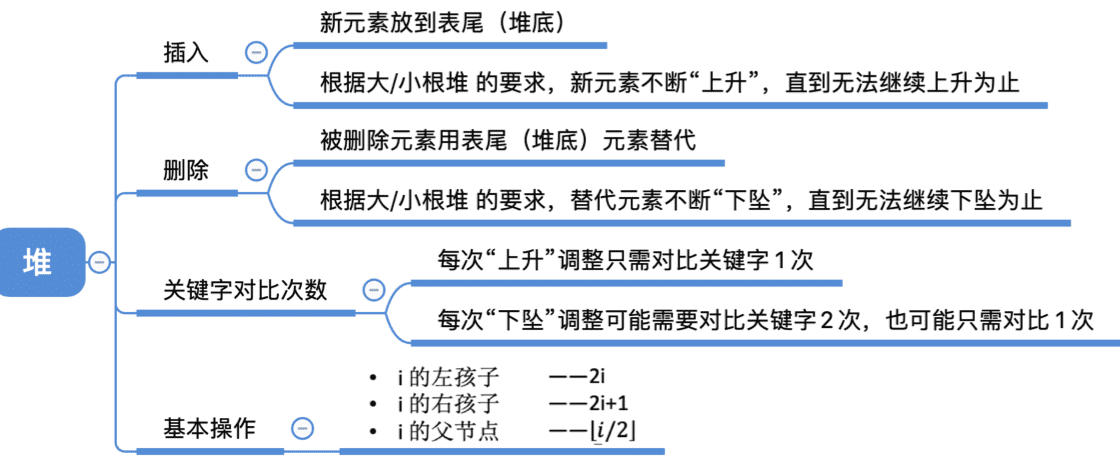 新元素放到表尾（堆底）
插入
根据大/小根堆 的要求，新元素不断“上升”，直到无法继续上升为止
被删除元素用表尾（堆底）元素替代
删除
根据大/小根堆 的要求，替代元素不断“下坠”，直到无法继续下坠为止
堆
每次“上升”调整只需对比关键字1次
关键字对比次数
每次“下坠”调整可能需要对比关键字2次，也可能只需对比1次
• i 的左孩子 ——2i
• i 的右孩子 ——2i+1
• i 的父节点 ——⌊i/2⌋
基本操作